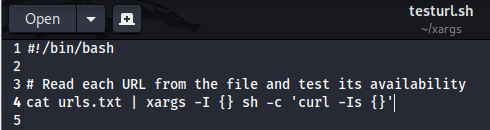 Open
testurl.sh
~/xargs
1 #!/bin/bash
2
3 # Read each URL from the file and test its availability
4 cat urls.txt | xargs -I {} sh -c 'curl -Is {}'
5